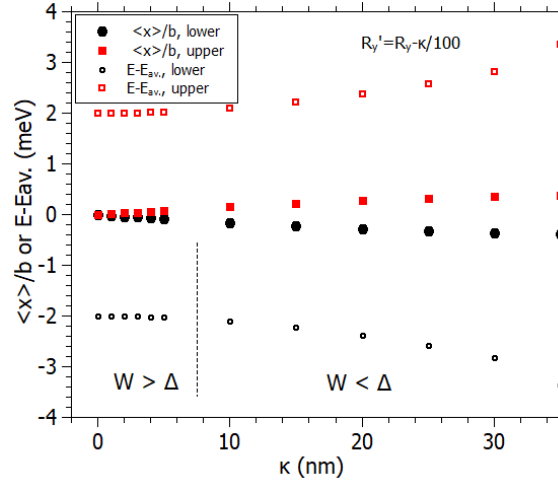 <x>/b, lower
<x>/b, upper
E-Eav., lower
E-Eav., upper
Ry'=Ry-κ/100
<x>/b or E-Eav. (meV)
4
3
2
1
0
-1
-2
-3
-4
W > Δ
W < Δ
0
10
20
30
κ (nm)